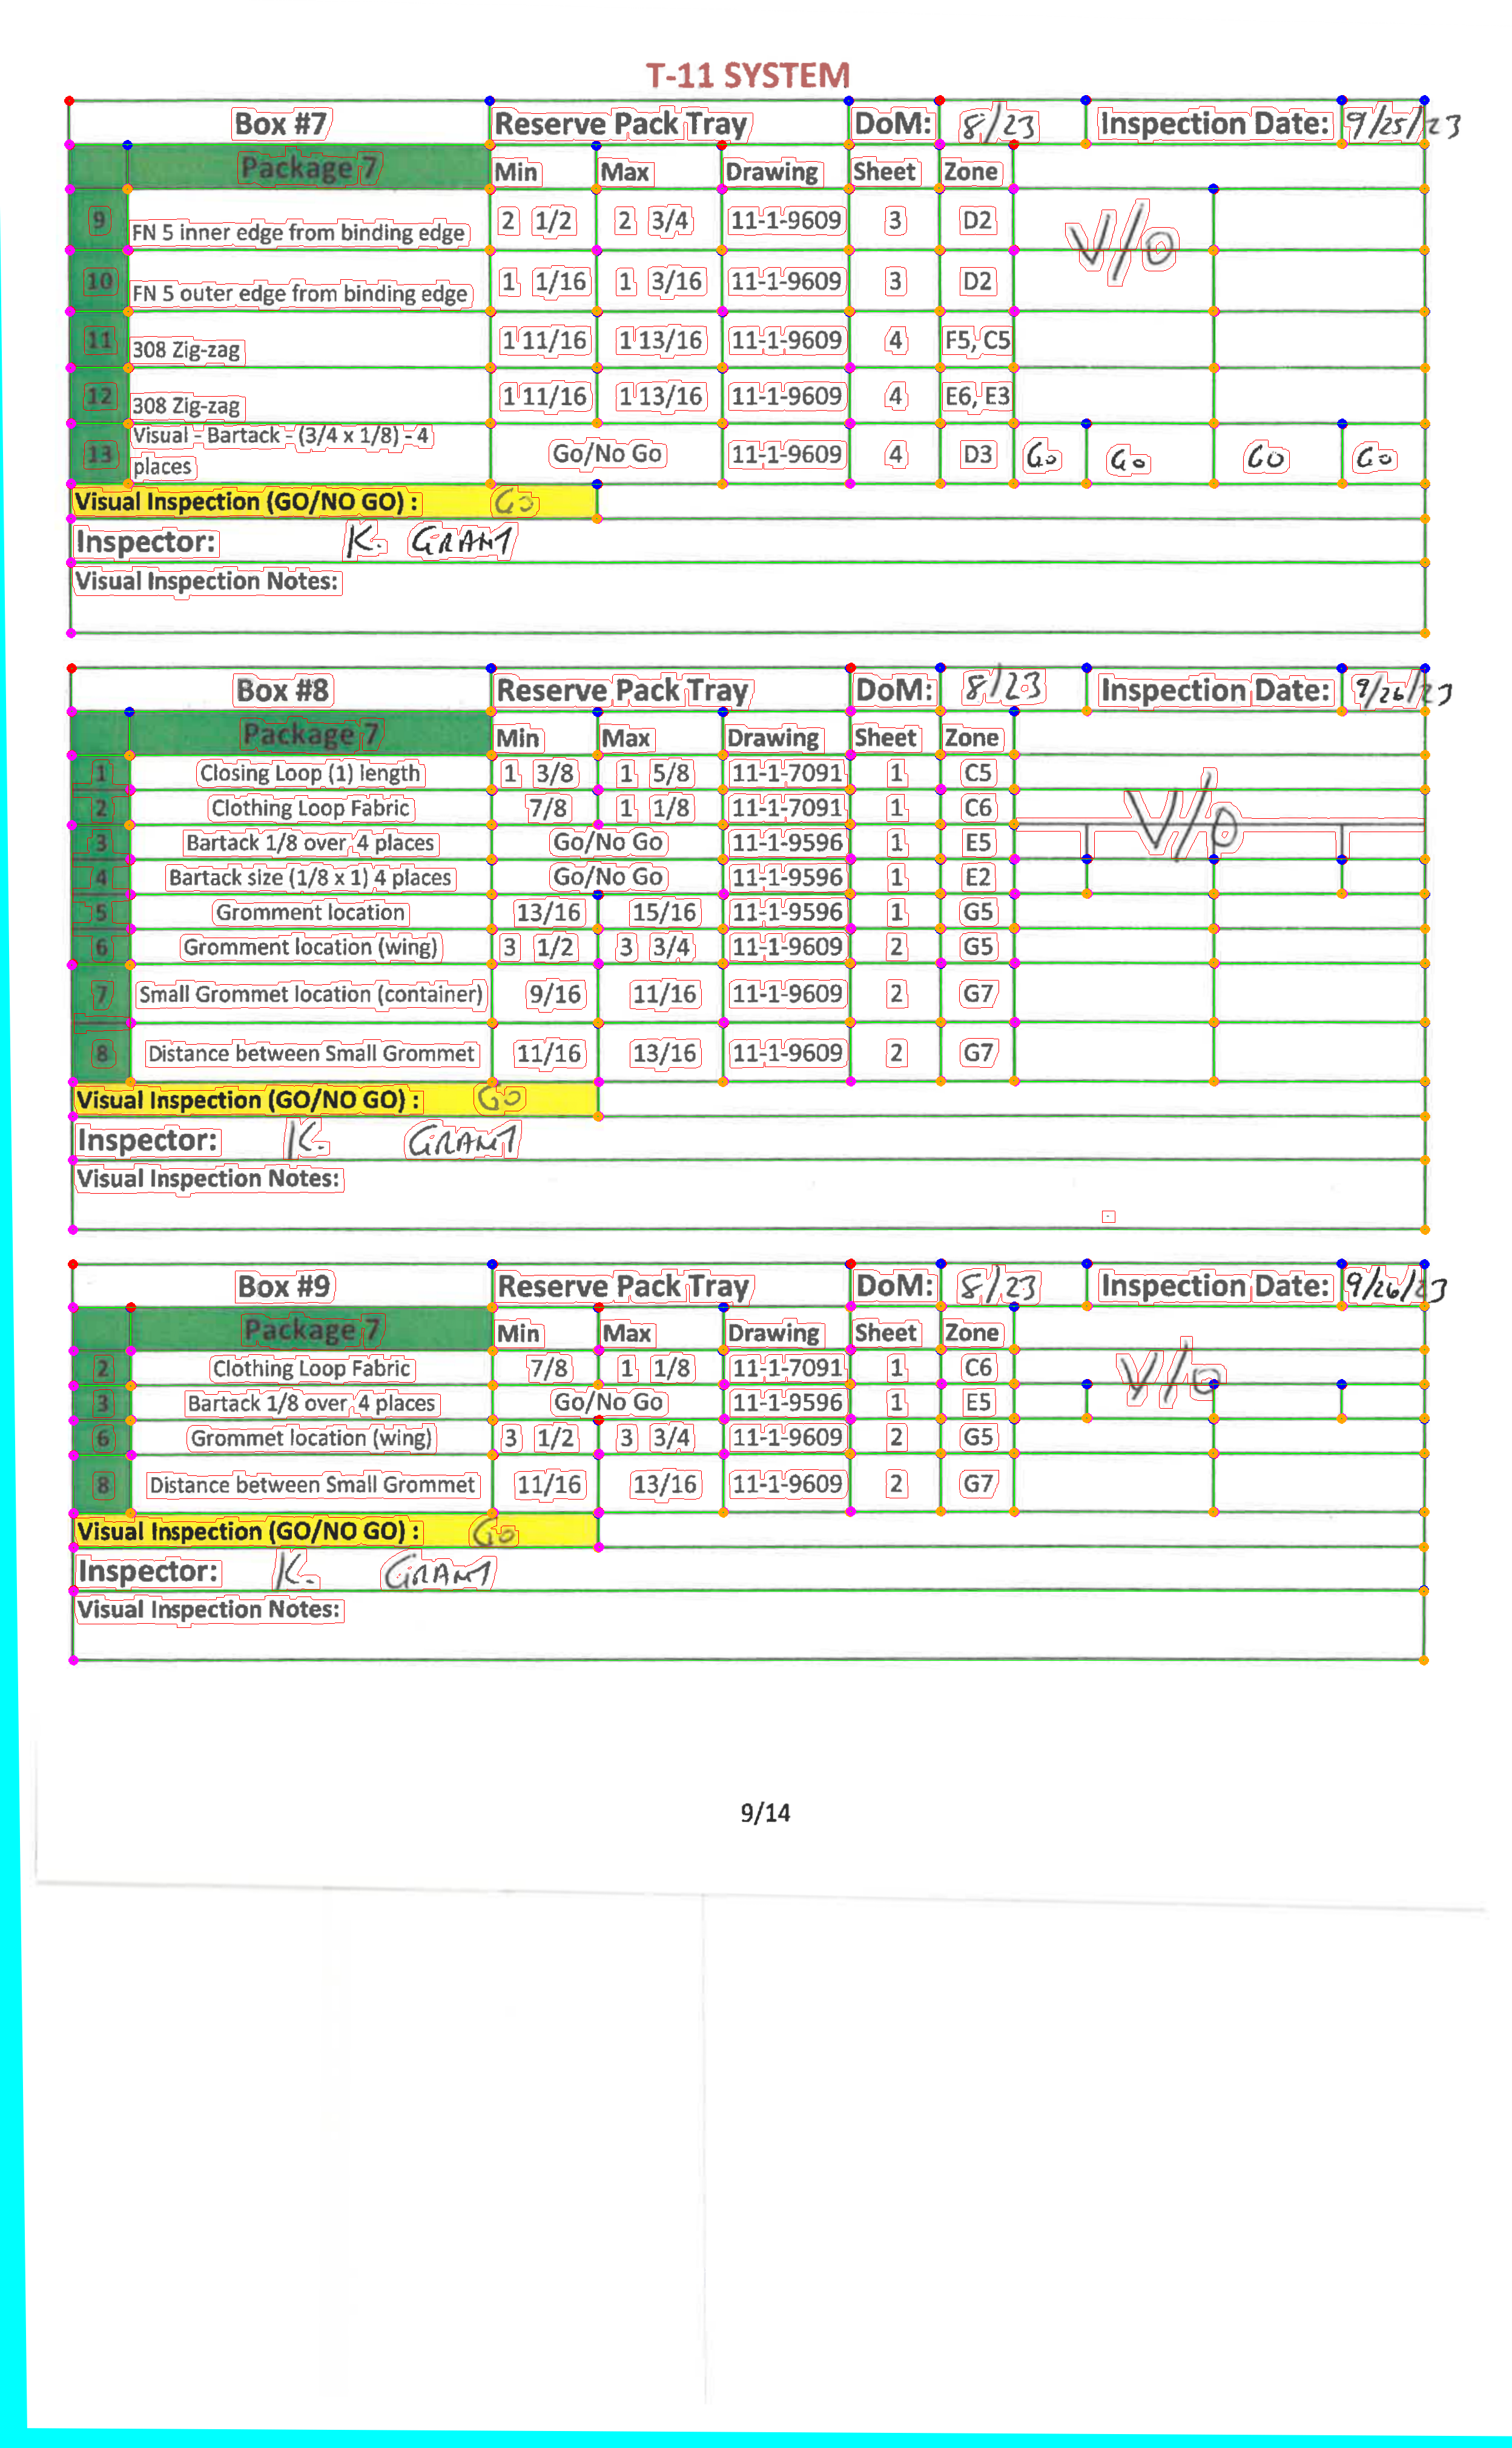 T-11 SYSTEM
Box #7 Reserve Pack Tray DoM: 8/23 Inspection Date: 9/25/23
Package 7 Min Max Drawing Sheet Zone
9 FN 5 inner edge from binding edge 2 1/2 2 3/4 11-1-9609 3 D2 V/O
10 FN 5 outer edge from binding edge 1 1/16 1 3/16 11-1-9609 3 D2
11 308 Zig-zag 1 11/16 1 13/16 11-1-9609 4 F5, C5
12 308 Zig-zag 1 11/16 1 13/16 11-1-9609 4 E6, E3
13 Visual - Bartack - (3/4 x 1/8) - 4 places Go/No Go 11-1-9609 4 D3 Go Go GO Go
Visual Inspection (GO/NO GO) : Go
Inspector: K. GRANT
Visual Inspection Notes:
Box #8 Reserve Pack Tray DoM: 8/23 Inspection Date: 9/26/23
Package 7 Min Max Drawing Sheet Zone
1 Closing Loop (1) length 1 3/8 1 5/8 11-1-7091 1 C5
2 Clothing Loop Fabric 7/8 1 1/8 11-1-7091 1 C6 V/O
3 Bartack 1/8 over 4 places Go/No Go 11-1-9596 1 E5
4 Bartack size (1/8 x 1) 4 places Go/No Go 11-1-9596 1 E2
5 Gromment location 13/16 15/16 11-1-9596 1 G5
6 Gromment location (wing) 3 1/2 3 3/4 11-1-9609 2 G5
7 Small Grommet location (container) 9/16 11/16 11-1-9609 2 G7
8 Distance between Small Grommet 11/16 13/16 11-1-9609 2 G7
Visual Inspection (GO/NO GO) : Go
Inspector: K. GRANT
Visual Inspection Notes:
Box #9 Reserve Pack Tray DoM: 8/23 Inspection Date: 9/26/23
Package 7 Min Max Drawing Sheet Zone
2 Clothing Loop Fabric 7/8 1 1/8 11-1-7091 1 C6 V/O
3 Bartack 1/8 over 4 places Go/No Go 11-1-9596 1 E5
6 Grommet location (wing) 3 1/2 3 3/4 11-1-9609 2 G5
8 Distance between Small Grommet 11/16 13/16 11-1-9609 2 G7
Visual Inspection (GO/NO GO) : Go
Inspector: K. GRANT
Visual Inspection Notes:
9/14